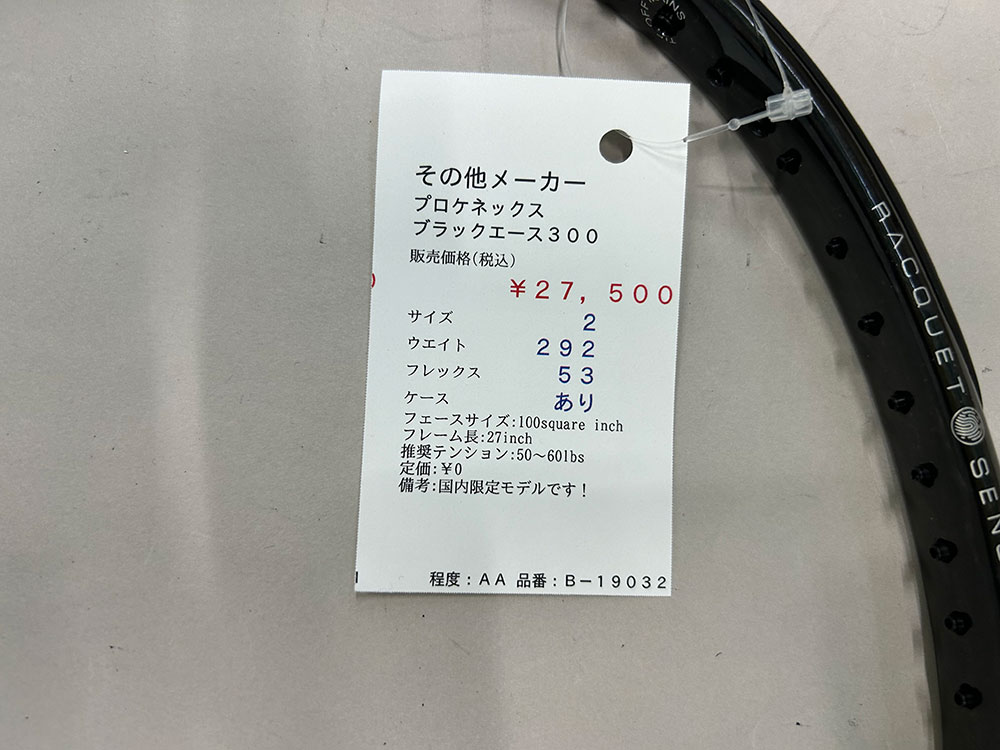 その他メーカー
プロケネックス
ブラックエース３００
販売価格(税込)
￥２７，５００
サイズ ２
ウエイト ２９２
フレックス ５３
ケース あり
フェースサイズ:100square inch
フレーム長:27inch
推奨テンション:50～60lbs
定価:￥0
備考:国内限定モデルです！
程度：ＡＡ 品番：Ｂ－１９０３２
RACQUET